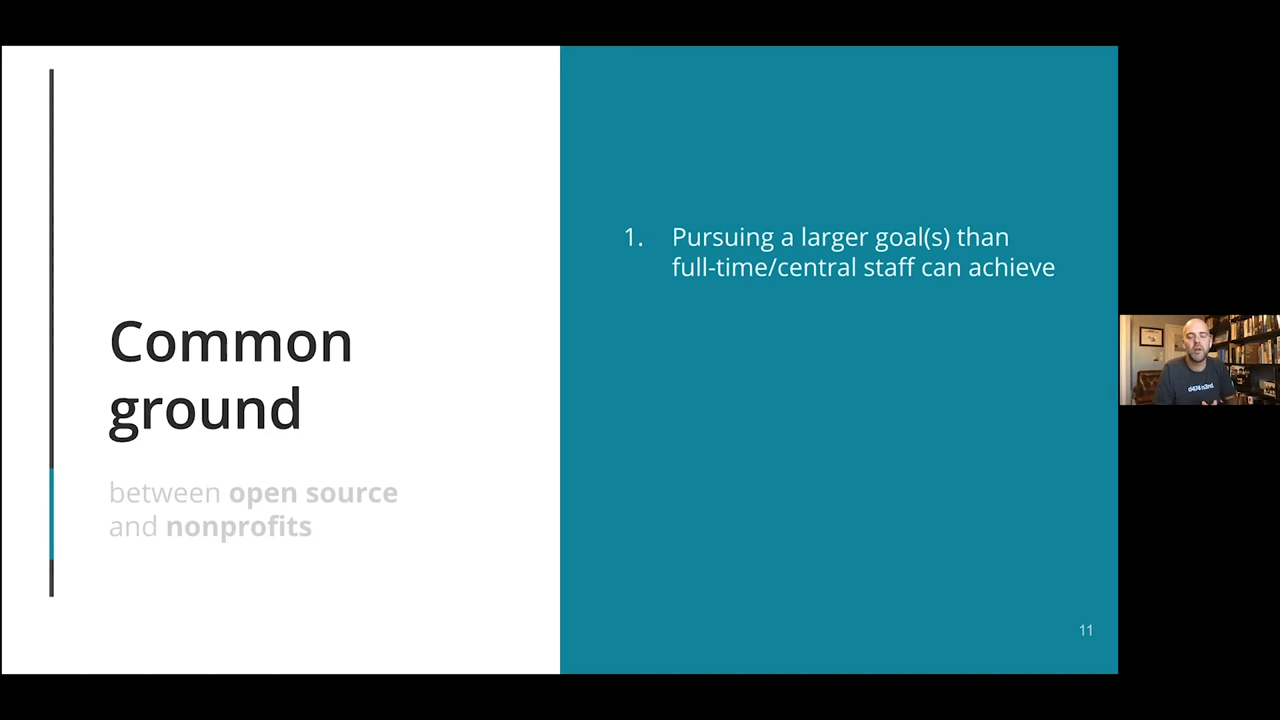 Common
ground
between open source
and nonprofits
1. Pursuing a larger goal(s) than
full-time/central staff can achieve
11